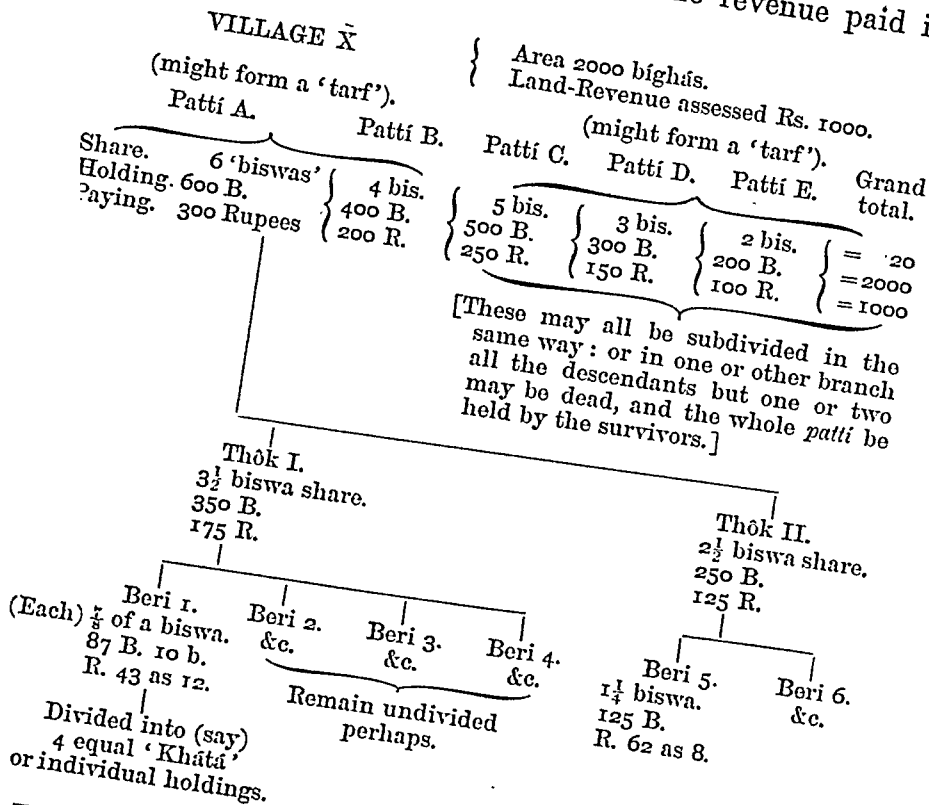 revenue paid
VILLAGE X̄
{ Area 2000 bíghás.
Land-Revenue assessed Rs. 1000.
(might form a ‘tarf’).
(might form a ‘tarf’).
Pattí A. Pattí B. Pattí C. Pattí D. Pattí E. Grand total.
Share. 6 ‘biswas’ { 4 bis. { 5 bis. { 3 bis. { 2 bis. { = 20
Holding. 600 B. 400 B. 500 B. 300 B. 200 B. =2000
Paying. 300 Rupees 200 R. 250 R. 150 R. 100 R. =1000
[These may all be subdivided in the
same way: or in one or other branch
all the descendants but one or two
may be dead, and the whole pattí be
held by the survivors.]
Thôk I.
3½ biswa share.
350 B.
175 R.
Thôk II.
2½ biswa share.
250 B.
125 R.
Beri 1.
(Each) ⅞ of a biswa.
87 B. 10 b.
R. 43 as 12.
Beri 2.
&c.
Beri 3.
&c.
Beri 4.
&c.
Remain undivided
perhaps.
Divided into (say)
4 equal ‘Khátá’
or individual holdings.
Beri 5.
1¼ biswa.
125 B.
R. 62 as 8.
Beri 6.
&c.